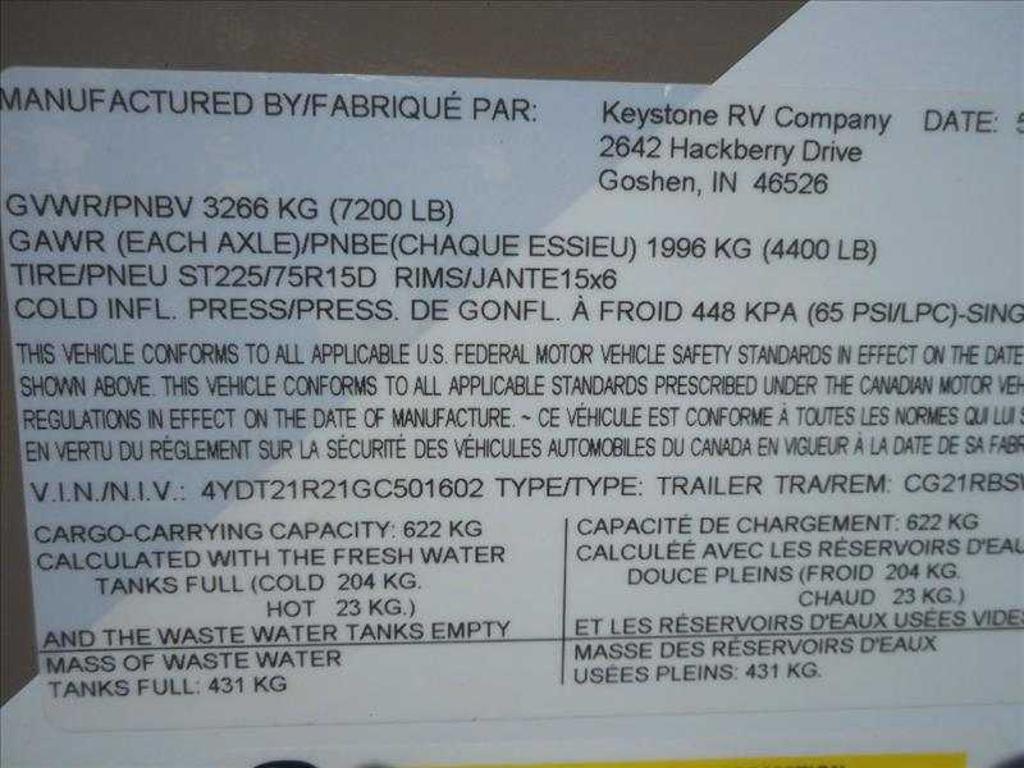 MANUFACTURED BY/FABRIQUÉ PAR: Keystone RV Company DATE: 5
2642 Hackberry Drive
Goshen, IN 46526
GVWR/PNBV 3266 KG (7200 LB)
GAWR (EACH AXLE)/PNBE(CHAQUE ESSIEU) 1996 KG (4400 LB)
TIRE/PNEU ST225/75R15D RIMS/JANTE15x6
COLD INFL. PRESS/PRESS. DE GONFL. À FROID 448 KPA (65 PSI/LPC)-SING
THIS VEHICLE CONFORMS TO ALL APPLICABLE U.S. FEDERAL MOTOR VEHICLE SAFETY STANDARDS IN EFFECT ON THE DATE
SHOWN ABOVE. THIS VEHICLE CONFORMS TO ALL APPLICABLE STANDARDS PRESCRIBED UNDER THE CANADIAN MOTOR VEH
REGULATIONS IN EFFECT ON THE DATE OF MANUFACTURE. ~ CE VÉHICULE EST CONFORME À TOUTES LES NORMES QUI LUI S
EN VERTU DU RÉGLEMENT SUR LA SÉCURITÉ DES VÉHICULES AUTOMOBILES DU CANADA EN VIGUEUR À LA DATE DE SA FABR
V.I.N./N.I.V.: 4YDT21R21GC501602 TYPE/TYPE: TRAILER TRA/REM: CG21RBSW
CARGO-CARRYING CAPACITY: 622 KG
CALCULATED WITH THE FRESH WATER
TANKS FULL (COLD 204 KG.
HOT 23 KG.)
AND THE WASTE WATER TANKS EMPTY
MASS OF WASTE WATER
TANKS FULL: 431 KG
CAPACITÉ DE CHARGEMENT: 622 KG
CALCULÉE AVEC LES RÉSERVOIRS D'EAU
DOUCE PLEINS (FROID 204 KG.
CHAUD 23 KG.)
ET LES RÉSERVOIRS D'EAUX USÉES VIDES
MASSE DES RÉSERVOIRS D'EAUX
USÉES PLEINS: 431 KG.